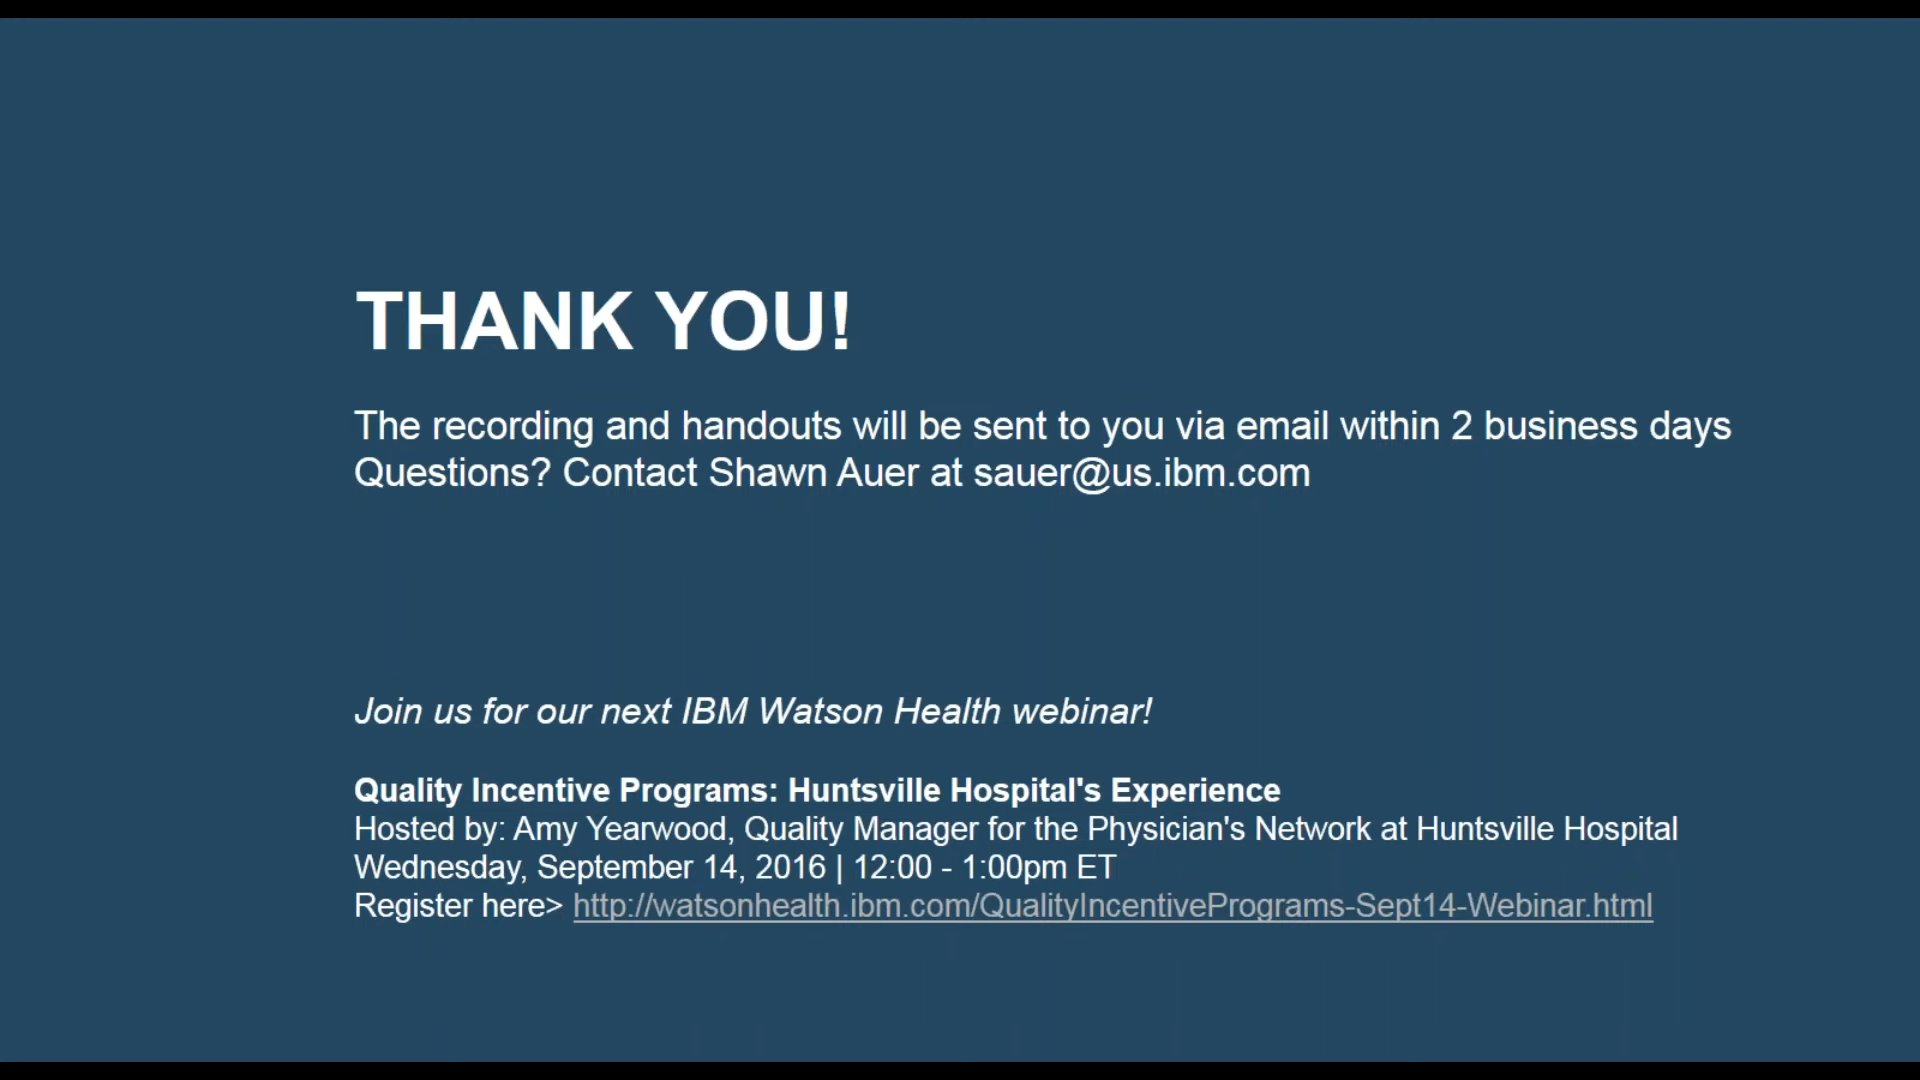 THANK YOU!
The recording and handouts will be sent to you via email within 2 business days
Questions? Contact Shawn Auer at sauer@us.ibm.com
Join us for our next IBM Watson Health webinar!
Quality Incentive Programs: Huntsville Hospital's Experience
Hosted by: Amy Yearwood, Quality Manager for the Physician's Network at Huntsville Hospital
Wednesday, September 14, 2016 | 12:00 - 1:00pm ET
Register here> http://watsonhealth.ibm.com/QualityIncentivePrograms-Sept14-Webinar.html